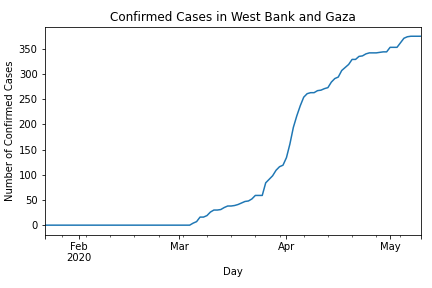 Confirmed Cases in West Bank and Gaza
Number of Confirmed Cases
350
300
250
200
150
100
50
0
Feb
2020
Mar
Apr
May
Day